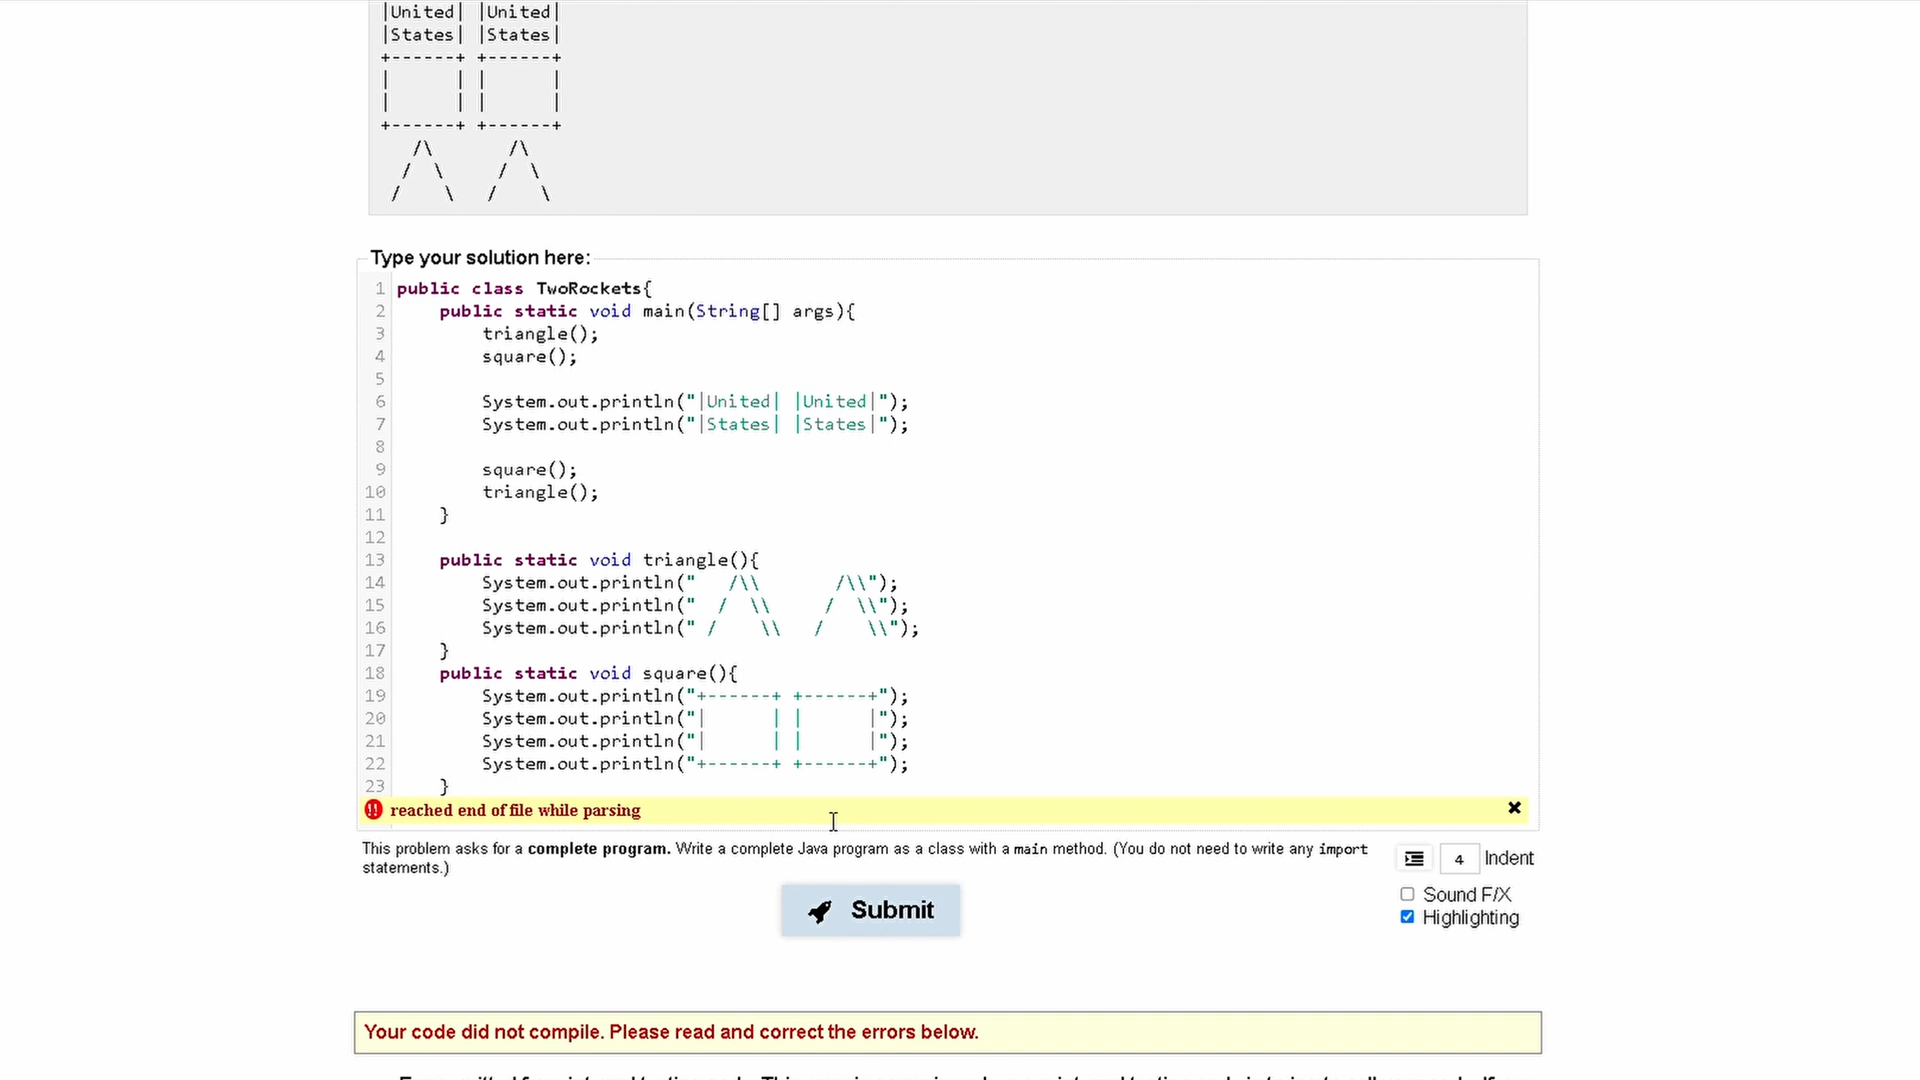 |United| |United|
|States| |States|
+------+ +------+
|      | |      |
|      | |      |
+------+ +------+
   /\       /\
  /  \     /  \
 /    \   /    \
Type your solution here:
1 public class TwoRockets{
2     public static void main(String[] args){
3         triangle();
4         square();
5
6         System.out.println("|United| |United|");
7         System.out.println("|States| |States|");
8
9         square();
10         triangle();
11     }
12
13     public static void triangle(){
14         System.out.println("   /\\       /\\");
15         System.out.println("  /  \\     /  \\");
16         System.out.println(" /    \\   /    \\");
17     }
18     public static void square(){
19         System.out.println("+------+ +------+");
20         System.out.println("|      | |      |");
21         System.out.println("|      | |      |");
22         System.out.println("+------+ +------+");
23     }
reached end of file while parsing
This problem asks for a complete program. Write a complete Java program as a class with a main method. (You do not need to write any import
statements.)
4 Indent
Sound F/X
Highlighting
Submit
Your code did not compile. Please read and correct the errors below.